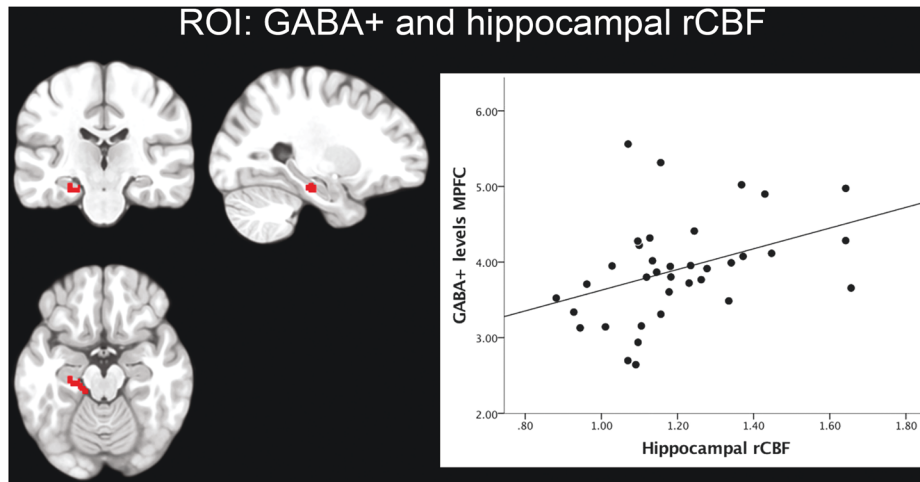 ROI: GABA+ and hippocampal rCBF
GABA+ levels MPFC
6.00
5.00
4.00
3.00
2.00
.80 1.00 1.20 1.40 1.60 1.80
Hippocampal rCBF